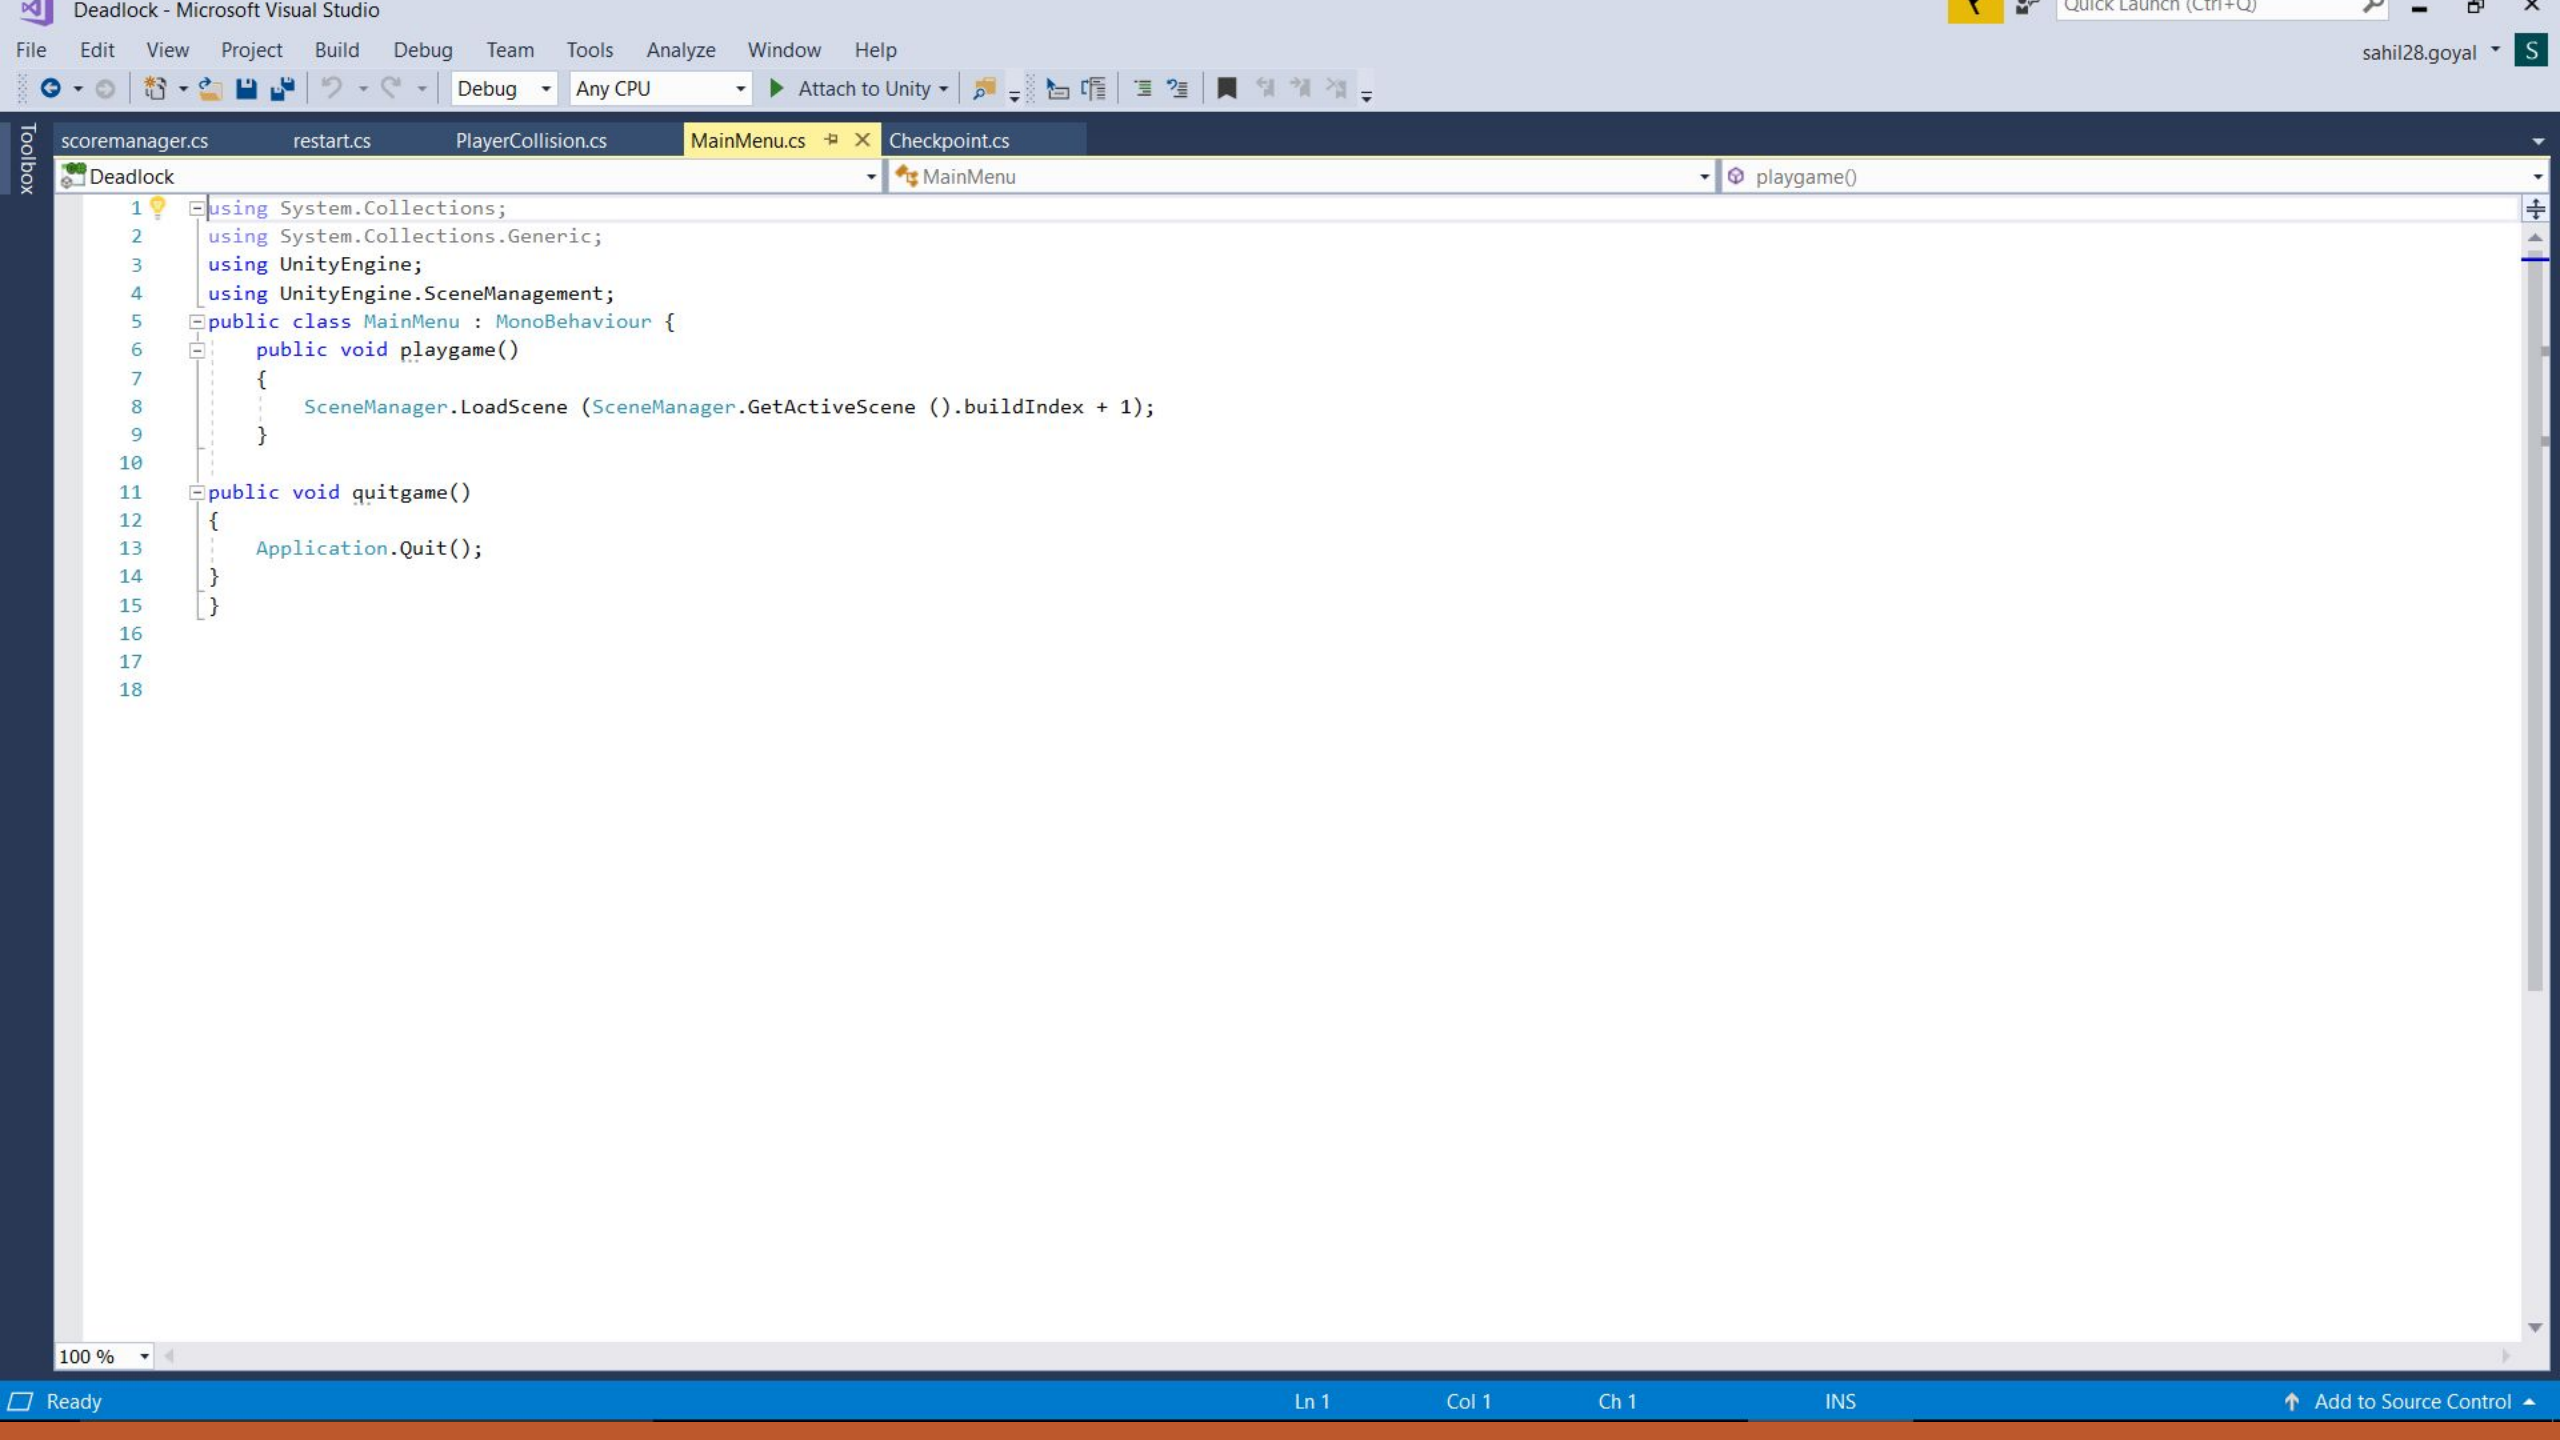 Deadlock - Microsoft Visual Studio
Quick Launch (Ctrl+Q)
File Edit View Project Build Debug Team Tools Analyze Window Help
sahil28.goyal S
Debug Any CPU Attach to Unity
Toolbox
scoremanager.cs restart.cs PlayerCollision.cs MainMenu.cs Checkpoint.cs
Deadlock MainMenu playgame()
1 using System.Collections;
2 using System.Collections.Generic;
3 using UnityEngine;
4 using UnityEngine.SceneManagement;
5 public class MainMenu : MonoBehaviour {
6 public void playgame()
7 {
8 SceneManager.LoadScene (SceneManager.GetActiveScene ().buildIndex + 1);
9 }
10
11 public void quitgame()
12 {
13 Application.Quit();
14 }
15 }
16
17
18
100 %
Ready Ln 1 Col 1 Ch 1 INS Add to Source Control